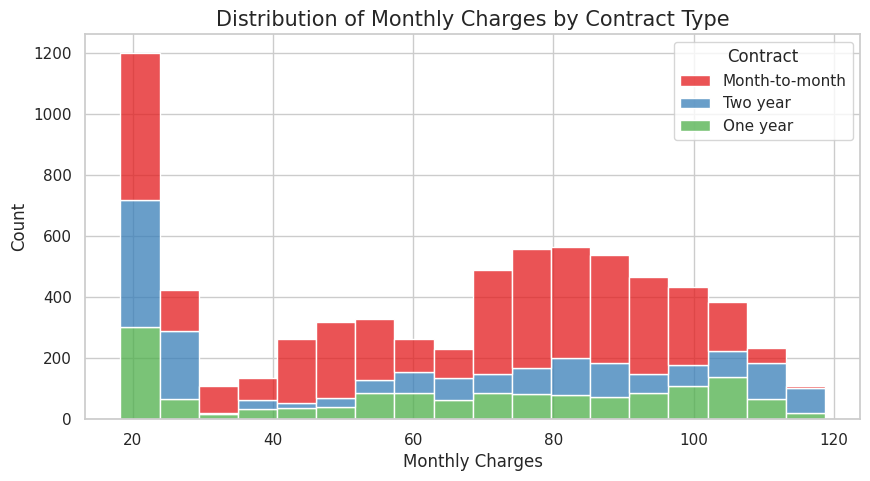 Distribution of Monthly Charges by Contract Type
Contract
Month-to-month
Two year
One year
1200
1000
800
600
400
200
0
Count
20 40 60 80 100 120
Monthly Charges